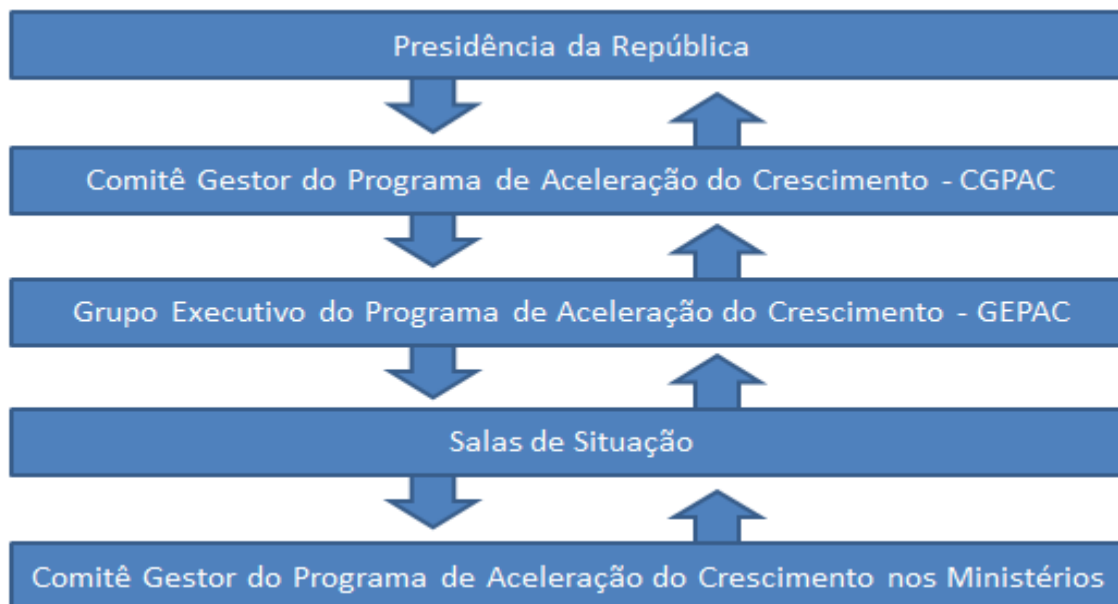 Presidência da República
Comitê Gestor do Programa de Aceleração do Crescimento - CGPAC
Grupo Executivo do Programa de Aceleração do Crescimento - GEPAC
Salas de Situação
Comitê Gestor do Programa de Aceleração do Crescimento nos Ministérios